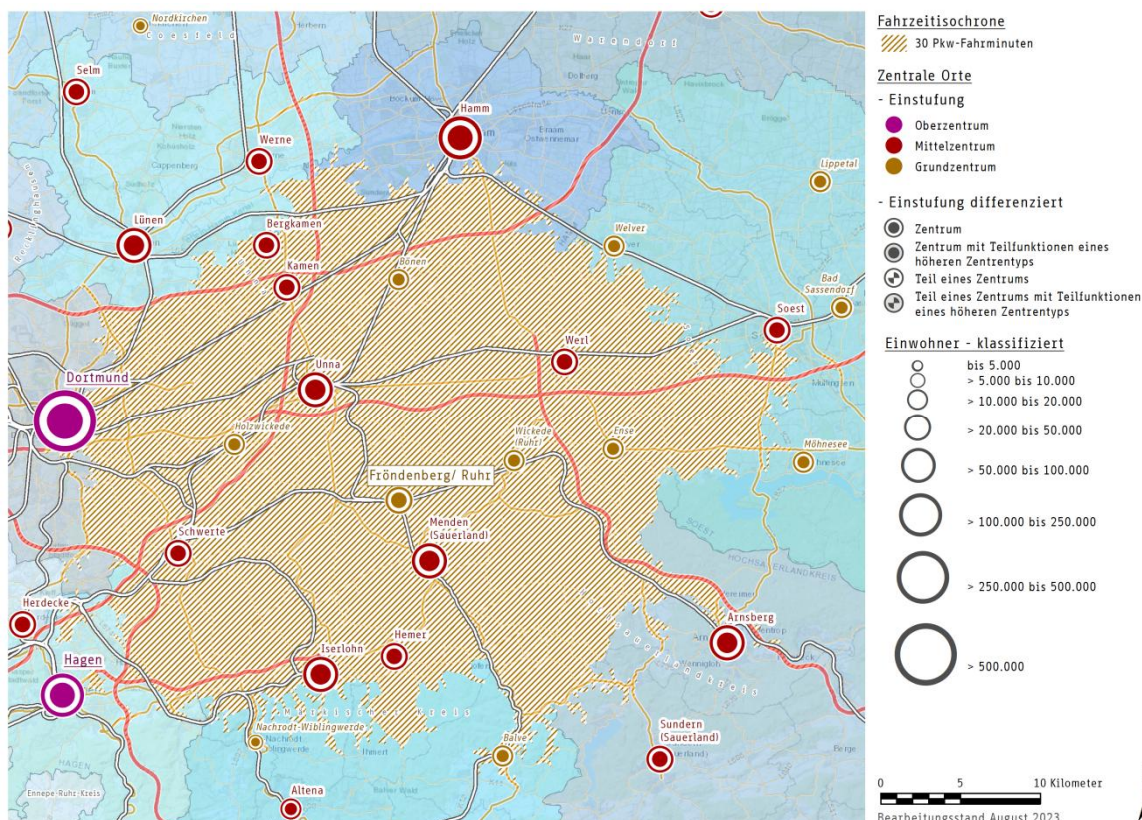 Nordkirchen
Coesfeld
Warendorf
Selm
Hamm
Werne
Lippetal
Lünen
Bergkamen
Welver
Kamen
Bönen
Bad
Sassendorf
Soest
Werl
Unna
Dortmund
Holzwickede
Wickede
(Ruhr)
Ense
Möhnesee
Fröndenberg/ Ruhr
Schwerte
Menden
(Sauerland)
SOEST
HOCHSAUERLANDKREIS
Herdecke
Arnsberg
Hemer
Iserlohn
Hagen
Märkischer Kreis
Nachrodt-Wiblingwerde
Balve
Sundern
(Sauerland)
HAGEN
Ennepe-Ruhr-Kreis
Altena
Fahrzeitisochrone
30 Pkw-Fahrminuten
Zentrale Orte
- Einstufung
Oberzentrum
Mittelzentrum
Grundzentrum
- Einstufung differenziert
Zentrum
Zentrum mit Teilfunktionen eines
höheren Zentrentyps
Teil eines Zentrums
Teil eines Zentrums mit Teilfunktionen
eines höheren Zentrentyps
Einwohner - klassifiziert
bis 5.000
> 5.000 bis 10.000
> 10.000 bis 20.000
> 20.000 bis 50.000
> 50.000 bis 100.000
> 100.000 bis 250.000
> 250.000 bis 500.000
> 500.000
0 5 10 Kilometer
Bearbeitungsstand August 2023